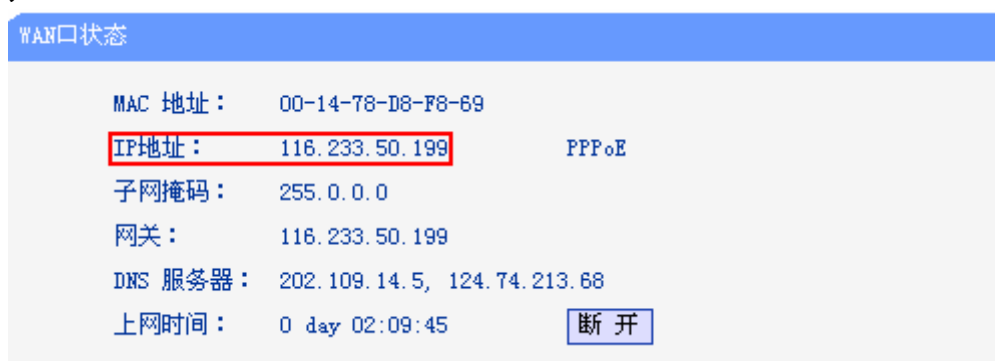 WAN口状态
MAC 地址： 00-14-78-D8-F8-69
IP地址： 116.233.50.199 PPPoE
子网掩码： 255.0.0.0
网关： 116.233.50.199
DNS 服务器： 202.109.14.5, 124.74.213.68
上网时间： 0 day 02:09:45 断 开